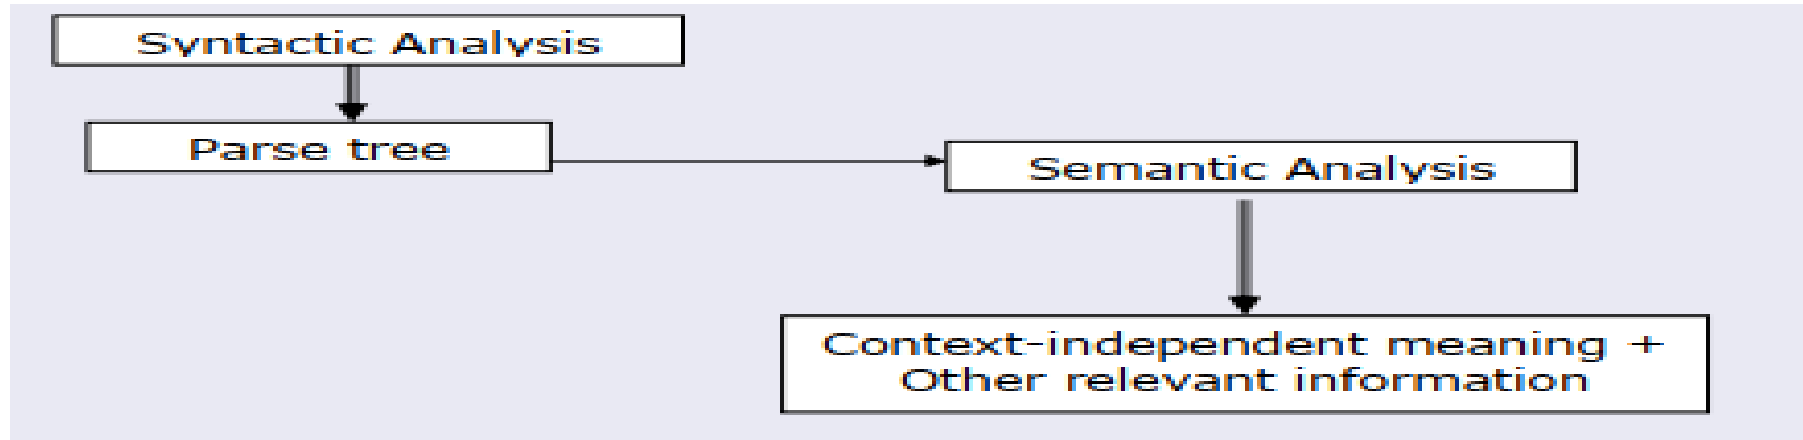 Syntactic Analysis
Parse tree
Semantic Analysis
Context-independent meaning +
Other relevant information